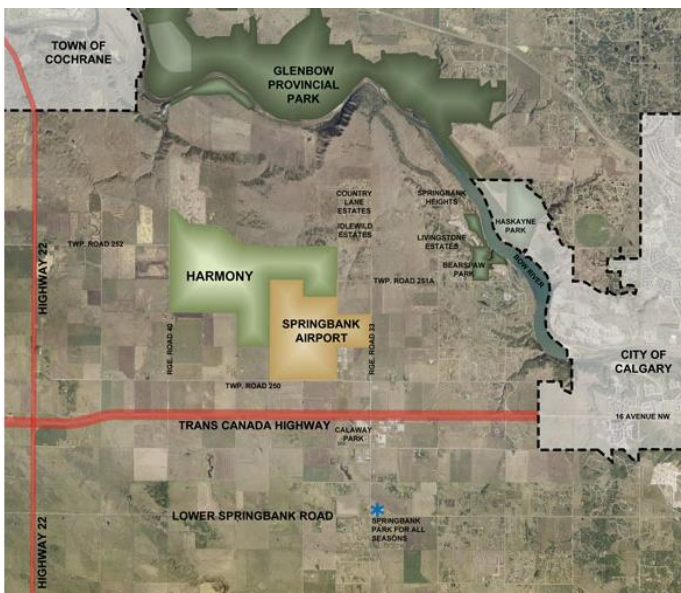 TOWN OF
COCHRANE
GLENBOW
PROVINCIAL
PARK
COUNTRY
LANE
ESTATES
SPRINGBANK
HEIGHTS
HASKAYNE
PARK
IDLEWILD
ESTATES
LIVINGSTONE
ESTATES
TWP. ROAD 252
BOW RIVER
BEARSPAW
PARK
HARMONY
TWP. ROAD 251A
HIGHWAY 22
SPRINGBANK
AIRPORT
RGE. ROAD 40
RGE. ROAD 33
CITY OF
CALGARY
TWP. ROAD 250
16 AVENUE NW
TRANS CANADA HIGHWAY
CALAWAY
PARK
LOWER SPRINGBANK ROAD
SPRINGBANK
PARK FOR ALL
SEASONS
HIGHWAY 22